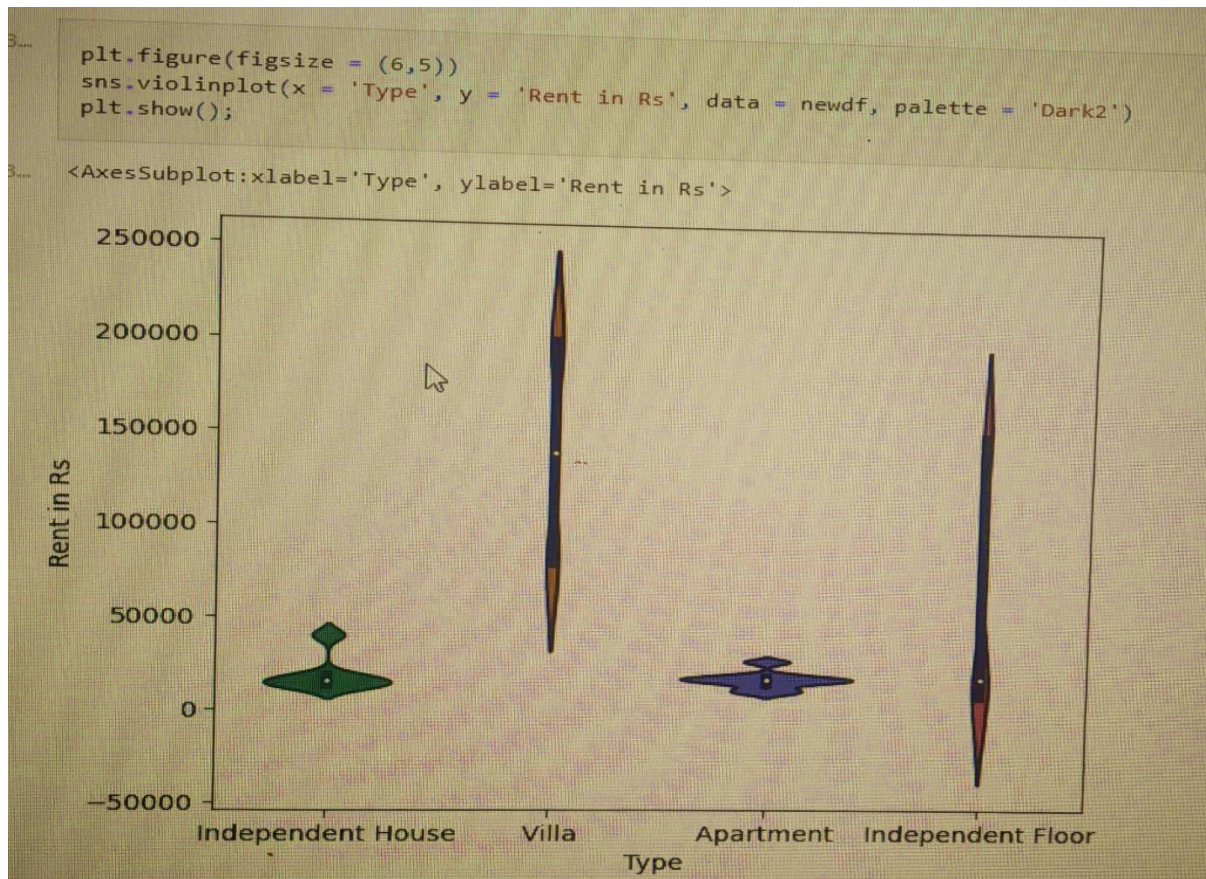 3...
plt.figure(figsize = (6,5))
sns.violinplot(x = 'Type', y = 'Rent in Rs', data = newdf, palette = 'Dark2')
plt.show();
3...
<AxesSubplot:xlabel='Type', ylabel='Rent in Rs'>
250000
200000
150000
100000
50000
0
−50000
Rent in Rs
Independent House Villa Apartment Independent Floor
Type